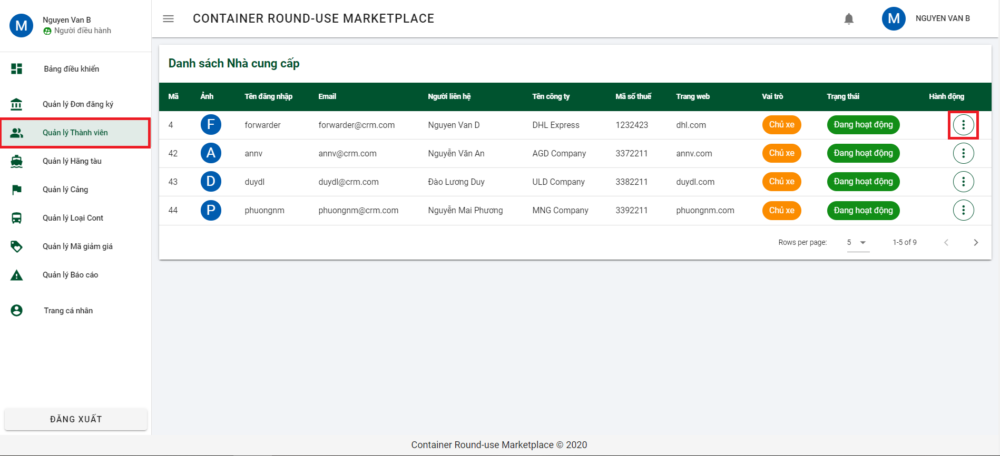 M
Nguyen Van B
Người điều hành
CONTAINER ROUND-USE MARKETPLACE
M
NGUYEN VAN B
Bảng điều khiển
Quản lý Đơn đăng ký
Quản lý Thành viên
Quản lý Hãng tàu
Quản lý Cảng
Quản lý Loại Cont
Quản lý Mã giảm giá
Quản lý Báo cáo
Trang cá nhân
ĐĂNG XUẤT
Danh sách Nhà cung cấp
Mã Ảnh Tên đăng nhập Email Người liên hệ Tên công ty Mã số thuế Trang web Vai trò Trạng thái Hành động
4 F forwarder forwarder@crm.com Nguyen Van D DHL Express 1232423 dhl.com Chủ xe Đang hoạt động
42 A annv annv@crm.com Nguyễn Văn An AGD Company 3372211 annv.com Chủ xe Đang hoạt động
43 D duydl duydl@crm.com Đào Lương Duy ULD Company 3382211 duydl.com Chủ xe Đang hoạt động
44 P phuongnm phuongnm@crm.com Nguyễn Mai Phương MNG Company 3392211 phuongnm.com Chủ xe Đang hoạt động
Rows per page: 5 1-5 of 9
Container Round-use Marketplace © 2020